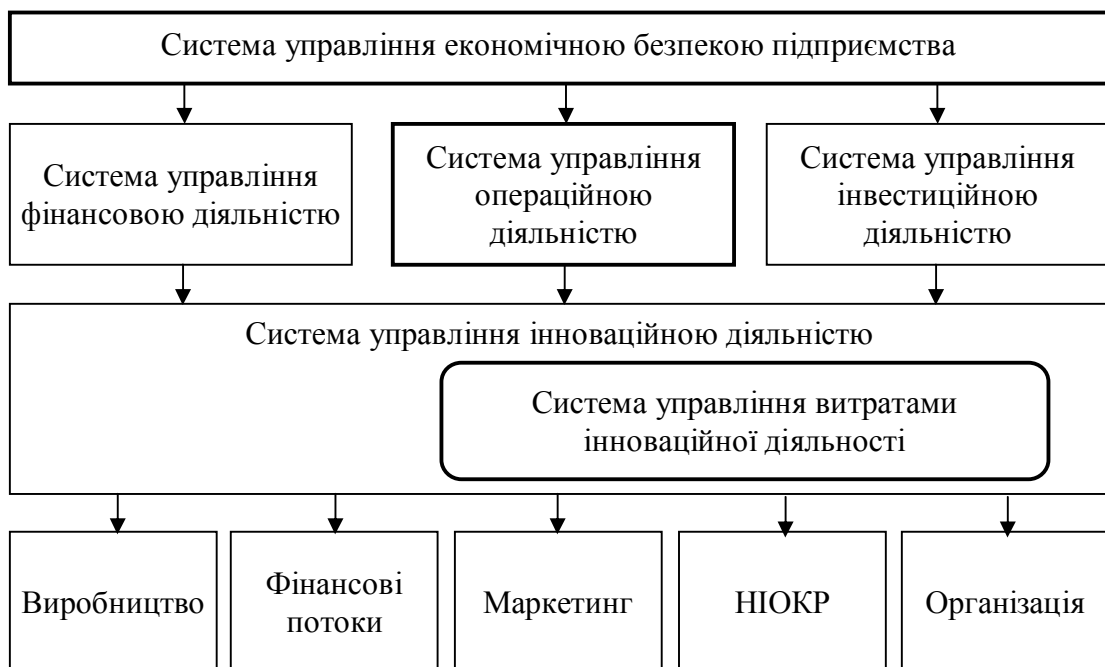 Система управління економічною безпекою підприємства
Система управління
фінансовою діяльністю
Система управління
операційною
діяльністю
Система управління
інвестиційною
діяльністю
Система управління інноваційною діяльністю
Система управління витратами
інноваційної діяльності
Виробництво
Фінансові
потоки
Маркетинг
НІОКР
Організація